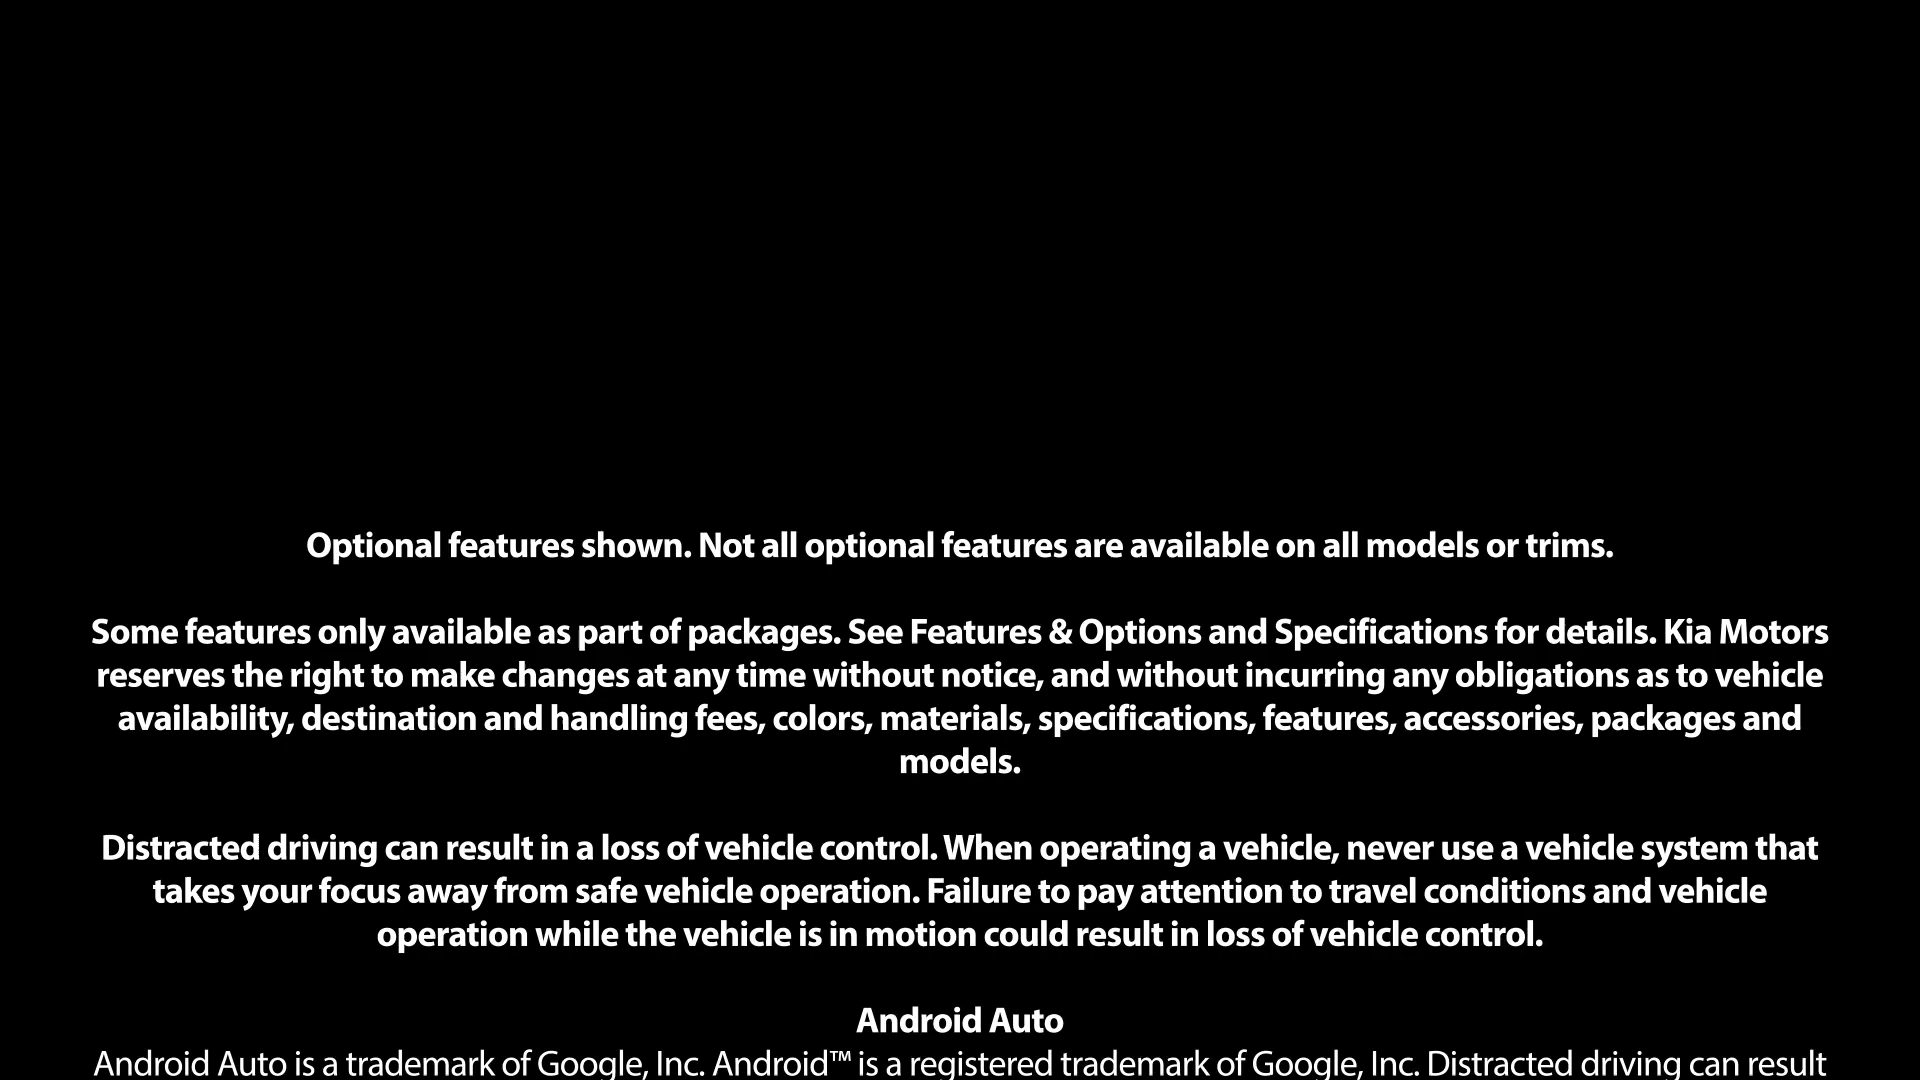 Optional features shown. Not all optional features are available on all models or trims.
Some features only available as part of packages. See Features & Options and Specifications for details. Kia Motors
reserves the right to make changes at any time without notice, and without incurring any obligations as to vehicle
availability, destination and handling fees, colors, materials, specifications, features, accessories, packages and
models.
Distracted driving can result in a loss of vehicle control. When operating a vehicle, never use a vehicle system that
takes your focus away from safe vehicle operation. Failure to pay attention to travel conditions and vehicle
operation while the vehicle is in motion could result in loss of vehicle control.
Android Auto
Android Auto is a trademark of Google, Inc. Android™ is a registered trademark of Google, Inc. Distracted driving can result